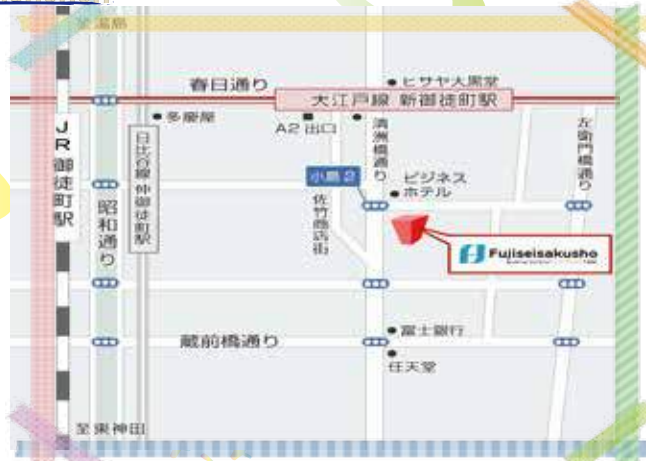 至湯島
春日通り
ヒサヤ大黒堂
大江戸線 新御徒町駅
多慶屋
A2 出口
JR御徒町駅
日比谷線 仲御徒町駅
昭和通り
清洲橋通り
左衛門橋通り
小島 2
ビジネス
ホテル
佐竹商店街
Fujiseisakusho
蔵前橋通り
富士銀行
任天堂
至東神田